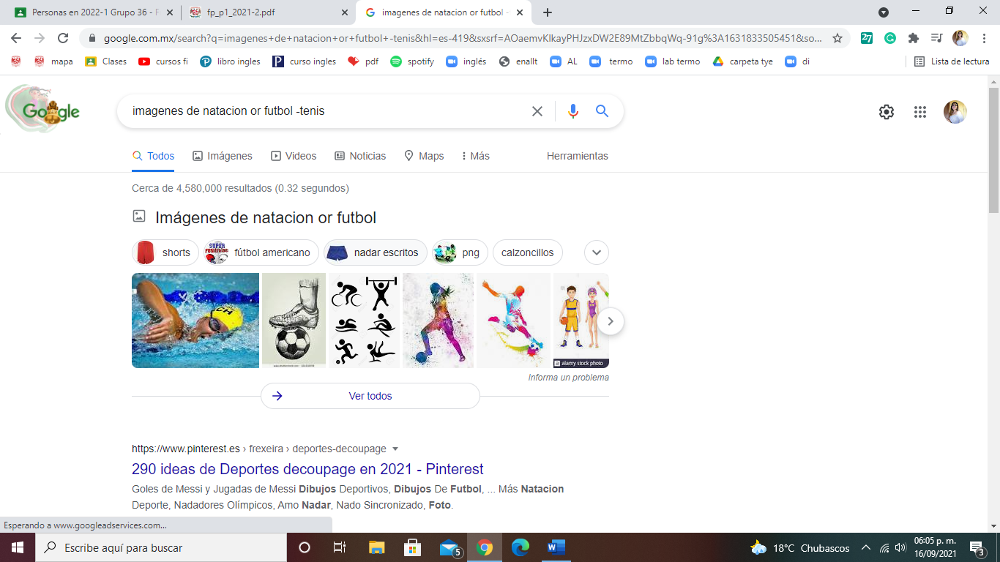 Personas en 2022-1 Grupo 36 - F
fp_p1_2021-2.pdf
imagenes de natacion or futbol -
google.com.mx/search?q=imagenes+de+natacion+or+futbol+-tenis&hl=es-419&sxsrf=AOaemvKlkayPHJzxDW2E89MtZbbqWq-91g%3A1631833505451&so...
27
mapa
Clases
cursos fi
libro ingles
curso ingles
pdf
spotify
inglés
enallt
AL
termo
lab termo
carpeta tye
di
Lista de lectura
Google
imagenes de natacion or futbol -tenis
Todos
Imágenes
Videos
Noticias
Maps
Más
Herramientas
Cerca de 4,580,000 resultados (0.32 segundos)
Imágenes de natacion or futbol
shorts
SUPER FUNdraise
fútbol americano
nadar escritos
png
calzoncillos
CH
a alamy stock photo
Informa un problema
Ver todos
https://www.pinterest.es › frexeira › deportes-decoupage
290 ideas de Deportes decoupage en 2021 - Pinterest
Goles de Messi y Jugadas de Messi Dibujos Deportivos, Dibujos De Futbol, ... Más Natacion
Deporte, Nadadores Olímpicos, Amo Nadar, Nado Sincronizado, Foto.
Esperando a www.googleadservices.com...
Escribe aquí para buscar
5
18°C Chubascos
06:05 p. m.
16/09/2021
3